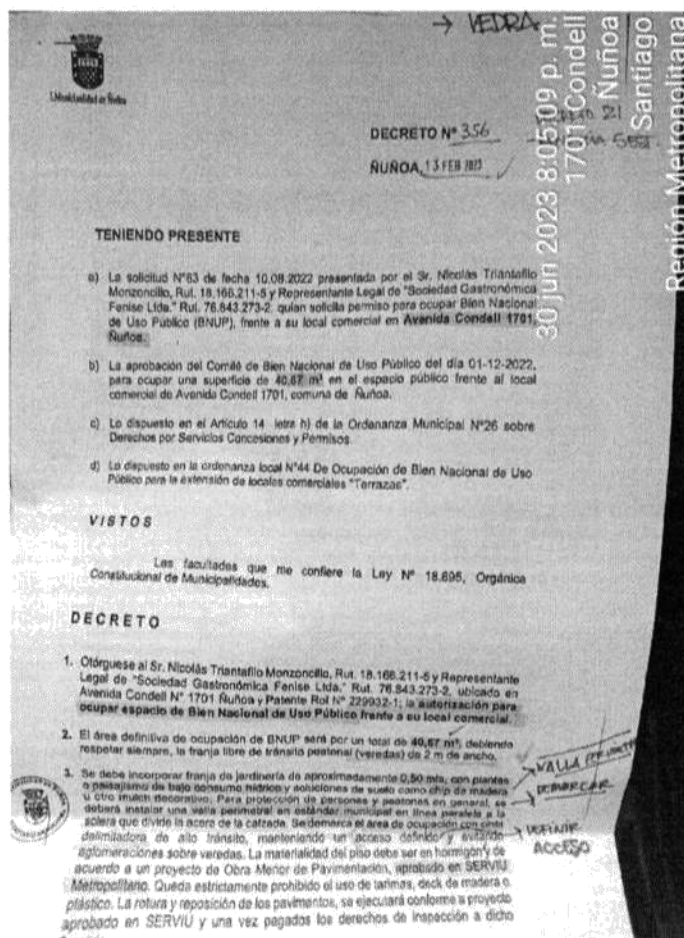 → VEDRA
30 jun 2023 8:05:09 p. m.
1701 Condell
Ñuñoa
Santiago
Región Metropolitana
DECRETO Nº 356
ÑUÑOA, 13 FEB 2023
TENIENDO PRESENTE
a) La solicitud N°63 de fecha 10.08.2022 presentada por el Sr. Nicolás Triantafilo
Monzoncillo, Rut. 18.166.211-5 y Representante Legal de "Sociedad Gastronómica
Fenise Ltda." Rut. 76.843.273-2, quien solicita permiso para ocupar Bien Nacional
de Uso Público (BNUP), frente a su local comercial en Avenida Condell 1701,
Ñuñoa.
b) La aprobación del Comité de Bien Nacional de Uso Público del día 01-12-2022,
para ocupar una superficie de 40,67 m² en el espacio público frente al local
comercial de Avenida Condell 1701, comuna de Ñuñoa.
c) Lo dispuesto en el Artículo 14 letra h) de la Ordenanza Municipal N°26 sobre
Derechos por Servicios Concesiones y Permisos.
d) Lo dispuesto en la ordenanza local N°44 De Ocupación de Bien Nacional de Uso
Público para la extensión de locales comerciales "Terrazas".
VISTOS
Las facultades que me confiere la Ley Nº 18.695, Orgánica
Constitucional de Municipalidades.
DECRETO
1. Otórguese al Sr. Nicolás Triantafilo Monzoncillo, Rut. 18.166.211-5 y Representante
Legal de "Sociedad Gastronómica Fenise Ltda." Rut. 76.843.273-2, ubicado en
Avenida Condell N° 1701 Ñuñoa y Patente Rol N° 229932-1; la autorización para
ocupar espacio de Bien Nacional de Uso Público frente a su local comercial.
2. El área definitiva de ocupación de BNUP será por un total de 40,67 m², debiendo
respetar siempre, la franja libre de tránsito peatonal (veredas) de 2 m de ancho.
3. Se debe incorporar franja de jardinería de aproximadamente 0,50 mts, con plantas
o paisajismo de bajo consumo hídrico y soluciones de suelo como chip de madera
u otro mulch decorativo. Para protección de personas y peatones en general, se
deberá instalar una valla perimetral en estándar municipal en línea paralela a la
solera que divide la acera de la calzada. Se demarca el área de ocupación con cinta
delimitadora de alto tránsito, manteniendo un acceso definido y evitando
aglomeraciones sobre veredas. La materialidad del piso debe ser en hormigón y de
acuerdo a un proyecto de Obra Menor de Pavimentación, aprobado en SERVIU
Metropolitano. Queda estrictamente prohibido el uso de tarimas, deck de madera o
plástico. La rotura y reposición de los pavimentos, se ejecutará conforme a proyecto
aprobado en SERVIU y una vez pagados los derechos de inspección a dicho
→ VALLA
→ DEMARCAR
→ DEFINIR
ACCESO